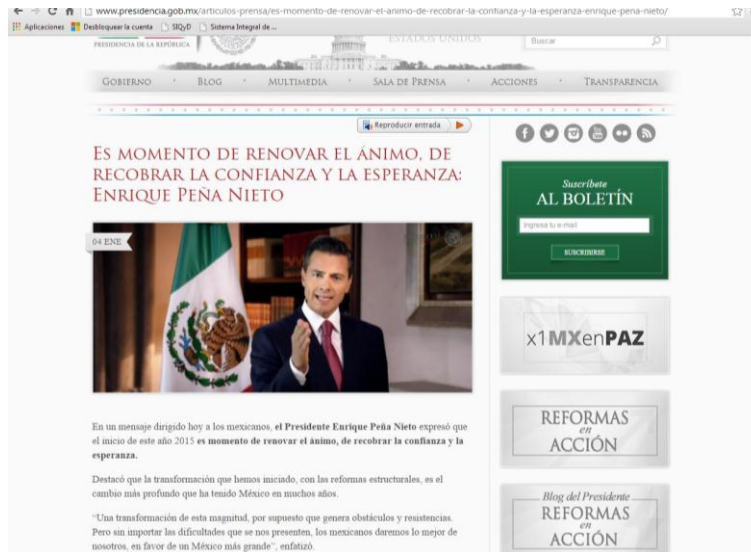 www.presidencia.gob.mx/articulos-prensa/es-momento-de-renovar-el-animo-de-recobrar-la-confianza-y-la-esperanza-enrique-pena-nieto/
Aplicaciones
Desbloquear la cuenta
SIQyD
Sistema Integral de ...
PRESIDENCIA DE LA REPÚBLICA
ESTADOS UNIDOS
Buscar
GOBIERNO
BLOG
MULTIMEDIA
SALA DE PRENSA
ACCIONES
TRANSPARENCIA
Reproducir entrada
ES MOMENTO DE RENOVAR EL ÁNIMO, DE
RECOBRAR LA CONFIANZA Y LA ESPERANZA:
ENRIQUE PEÑA NIETO
04 ENE
En un mensaje dirigido hoy a los mexicanos, el Presidente Enrique Peña Nieto expresó que
el inicio de este año 2015 es momento de renovar el ánimo, de recobrar la confianza y la
esperanza.
Destacó que la transformación que hemos iniciado, con las reformas estructurales, es el
cambio más profundo que ha tenido México en muchos años.
“Una transformación de esta magnitud, por supuesto que genera obstáculos y resistencias.
Pero sin importar las dificultades que se nos presenten, los mexicanos daremos lo mejor de
nosotros, en favor de un México más grande”, enfatizó.
Suscríbete
AL BOLETÍN
Ingresa tu e-mail
SUSCRIBIRSE
x1MXenPAZ
REFORMAS
en
ACCIÓN
Blog del Presidente
REFORMAS
en
ACCIÓN